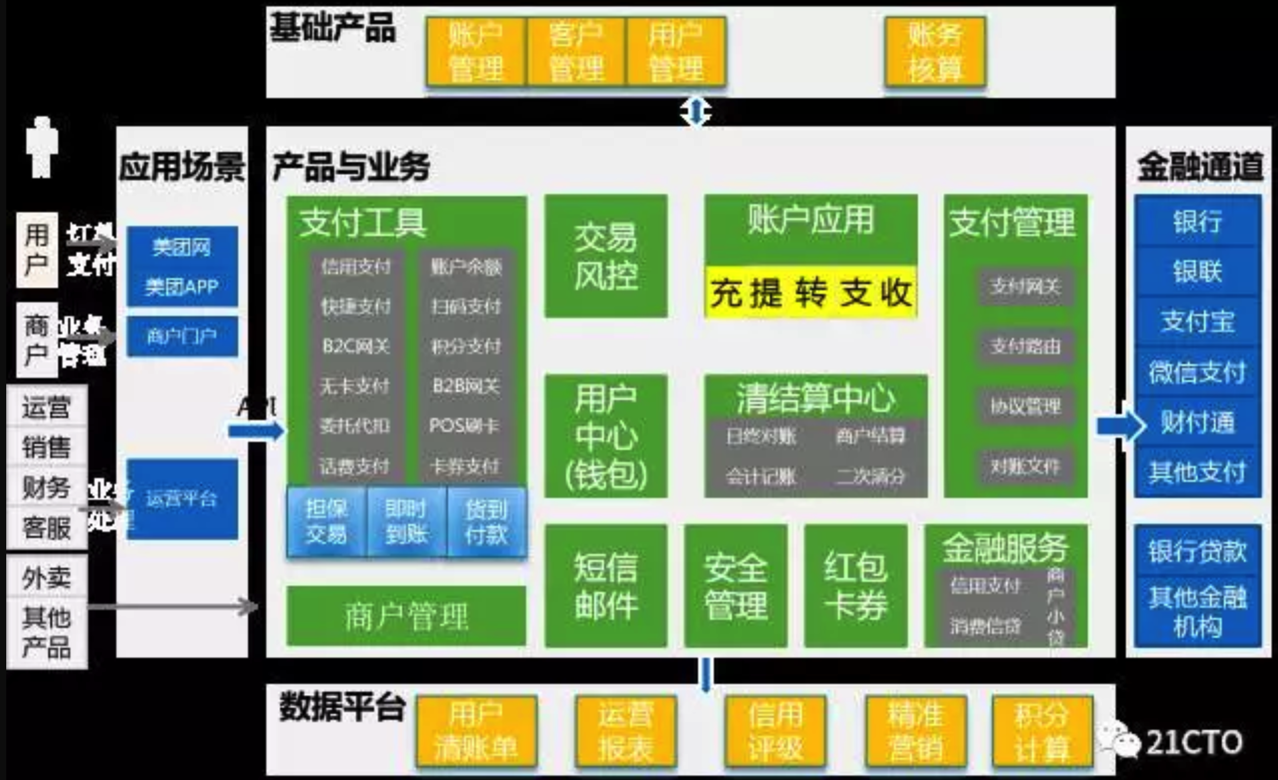 基础产品
账户
管理
客户
管理
用户
管理
账务
核算
应用场景
用
户
支付
美团网
美团APP
商
户
业务
管理
商户门户
运营
销售
财务
客服
业务
处理
运营平台
外卖
其他
产品
API
产品与业务
支付工具
信用支付
账户余额
快捷支付
扫码支付
B2C网关
积分支付
无卡支付
B2B网关
委托代扣
POS刷卡
话费支付
卡券支付
担保
交易
即时
到账
货到
付款
商户管理
交易
风控
账户应用
充 提 转 支 收
支付管理
支付网关
支付路由
协议管理
对账文件
用户
中心
(钱包)
清结算中心
日终对账
商户结算
会计记账
二次清分
短信
邮件
安全
管理
红包
卡券
金融服务
信用支付
消费信贷
商
户
小
贷
金融通道
银行
银联
支付宝
微信支付
财付通
其他支付
银行贷款
其他金融
机构
数据平台
用户
清账单
运营
报表
信用
评级
精准
营销
积分
计算
21CTO